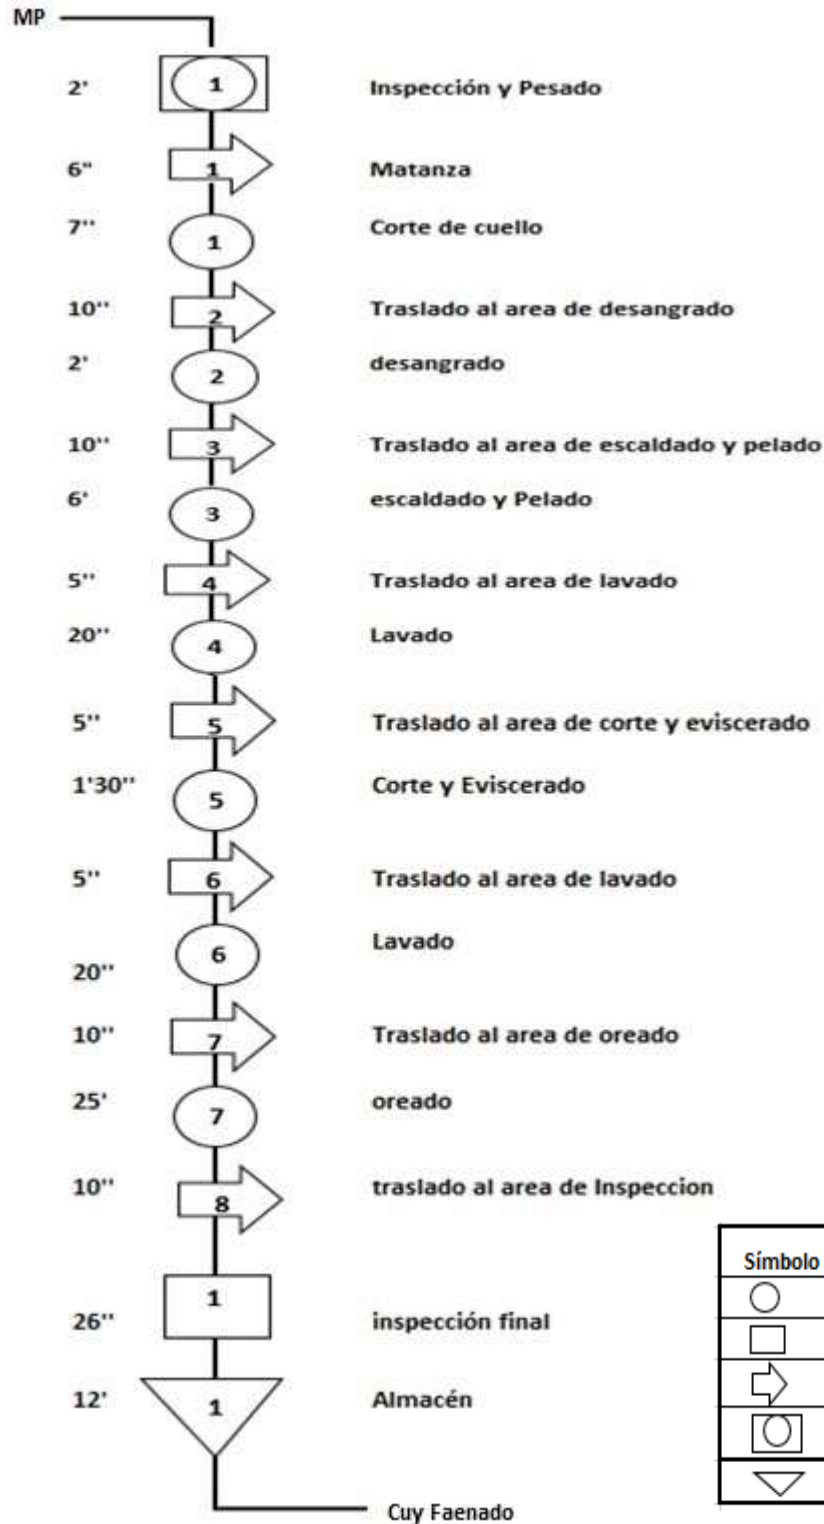 MP
2' 1 Inspección y Pesado
6" 1 Matanza
7'' 1 Corte de cuello
10'' 2 Traslado al area de desangrado
2' 2 desangrado
10'' 3 Traslado al area de escaldado y pelado
6' 3 escaldado y Pelado
5'' 4 Traslado al area de lavado
20'' 4 Lavado
5'' 5 Traslado al area de corte y eviscerado
1'30'' 5 Corte y Eviscerado
5'' 6 Traslado al area de lavado
20'' 6 Lavado
10'' 7 Traslado al area de oreado
25' 7 oreado
10'' 8 traslado al area de Inspeccion
26'' 1 inspección final
12' 1 Almacén
Cuy Faenado
Símbolo